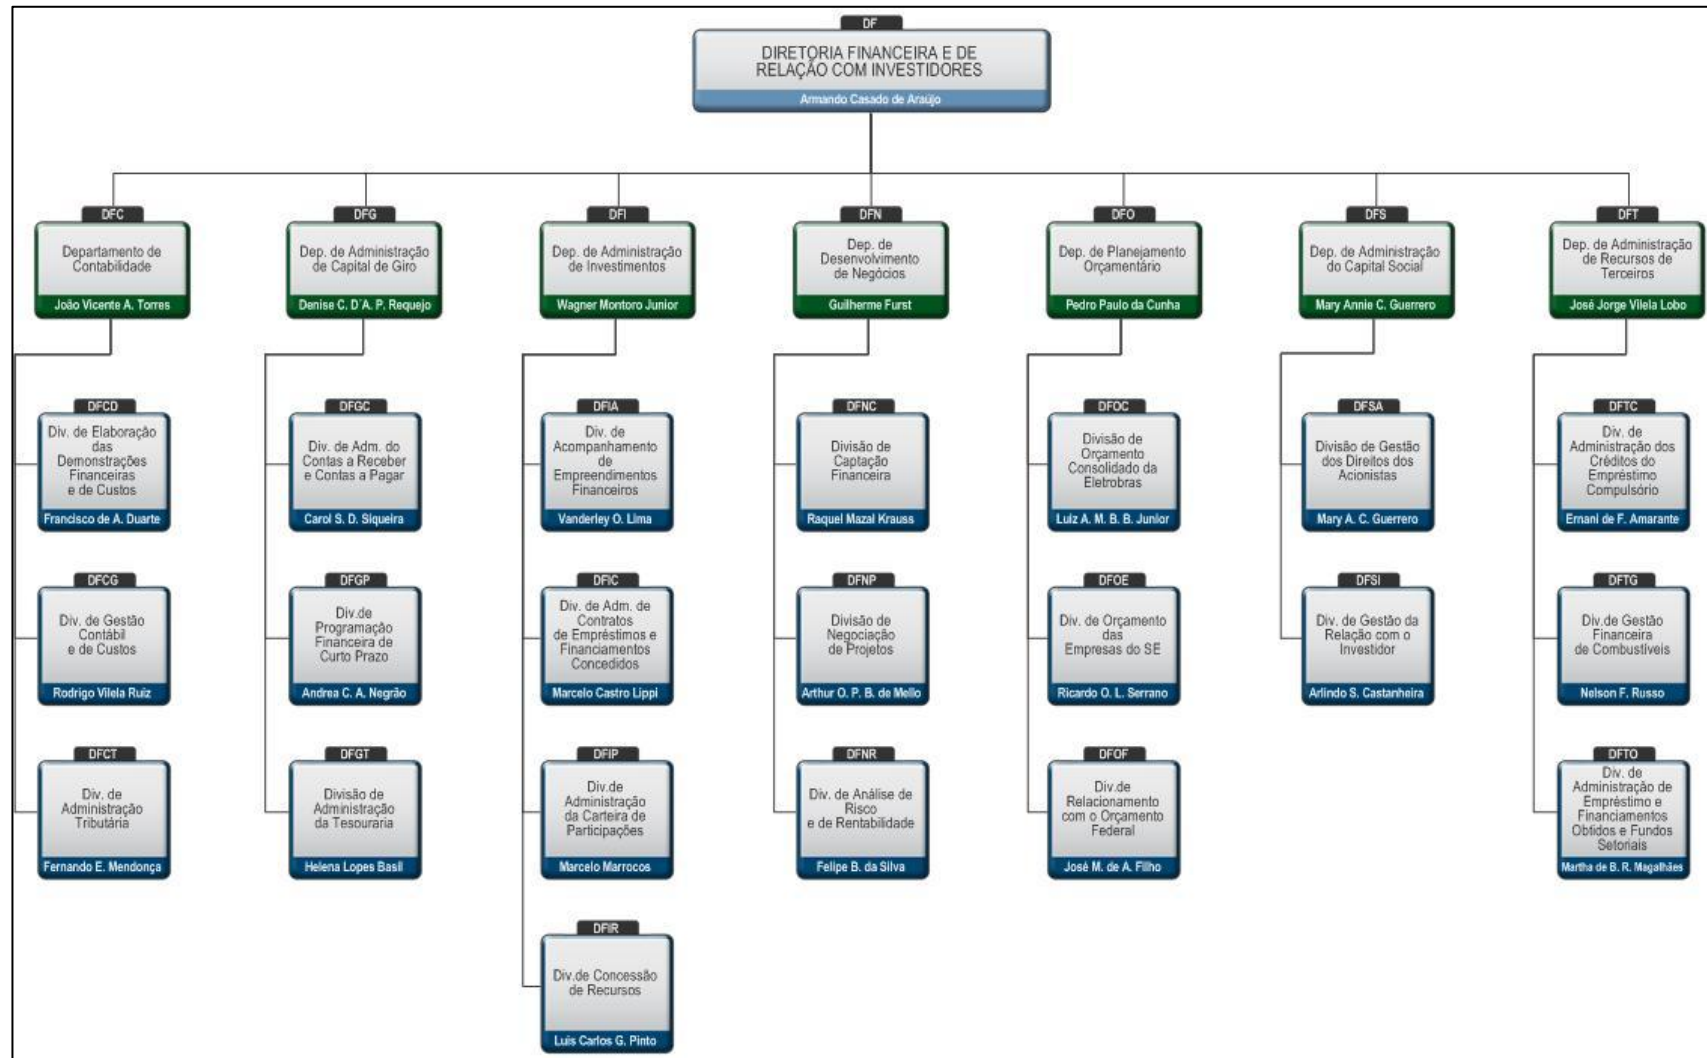 DF
DIRETORIA FINANCEIRA E DE
RELAÇÃO COM INVESTIDORES
Armando Casado de Araújo
DFC
Departamento de
Contabilidade
João Vicente A. Torres
DFG
Dep. de Administração
de Capital de Giro
Denise C. D´A. P. Requejo
DFI
Dep. de Administração
de Investimentos
Wagner Montoro Junior
DFN
Dep. de
Desenvolvimento
de Negócios
Guilherme Furst
DFO
Dep. de Planejamento
Orçamentário
Pedro Paulo da Cunha
DFS
Dep. de Administração
do Capital Social
Mary Annie C. Guerrero
DFT
Dep. de Administração
de Recursos de
Terceiros
José Jorge Vilela Lobo
DFCD
Div. de Elaboração
das
Demonstrações
Financeiras
e de Custos
Francisco de A. Duarte
DFGC
Div. de Adm. do
Contas a Receber
e Contas a Pagar
Carol S. D. Siqueira
DFIA
Div. de
Acompanhamento
de
Empreendimentos
Financeiros
Vanderley O. Lima
DFNC
Divisão de
Captação
Financeira
Raquel Mazal Krauss
DFOC
Divisão de
Orçamento
Consolidado da
Eletrobras
Luiz A. M. B. B. Junior
DFSA
Divisão de Gestão
dos Direitos dos
Acionistas
Mary A. C. Guerrero
DFTC
Div. de
Administração dos
Créditos do
Empréstimo
Compulsório
Ernani de F. Amarante
DFCG
Div. de Gestão
Contábil
e de Custos
Rodrigo Vilela Ruiz
DFGP
Div.de
Programação
Financeira de
Curto Prazo
Andrea C. A. Negrão
DFIC
Div. de Adm. de
Contratos
de Empréstimos e
Financiamentos
Concedidos
Marcelo Castro Lippi
DFNP
Divisão de
Negociação
de Projetos
Arthur O. P. B. de Mello
DFOE
Div. de Orçamento
das
Empresas do SE
Ricardo O. L. Serrano
DFSI
Div. de Gestão da
Relação com o
Investidor
Arlindo S. Castanheira
DFTG
Div.de Gestão
Financeira
de Combustíveis
Nelson F. Russo
DFCT
Div. de
Administração
Tributária
Fernando E. Mendonça
DFGT
Divisão de
Administração
da Tesouraria
Helena Lopes Basil
DFIP
Div.de
Administração
da Carteira de
Participações
Marcelo Marrocos
DFNR
Div. de Análise de
Risco
e de Rentabilidade
Felipe B. da Silva
DFOF
Div.de
Relacionamento
com o Orçamento
Federal
José M. de A. Filho
DFTO
Div. de
Administração de
Empréstimo e
Financiamentos
Obtidos e Fundos
Setoriais
Martha de B. R. Magalhães
DFIR
Div.de Concessão
de Recursos
Luis Carlos G. Pinto